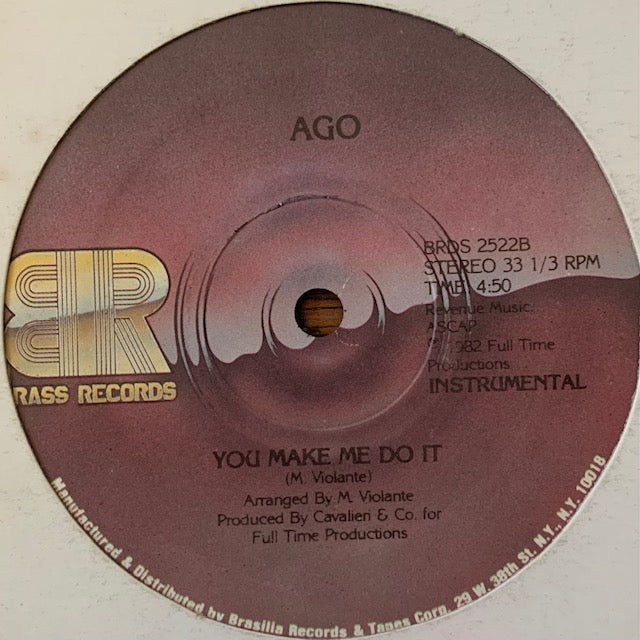 AGO
BRDS 2522B
STEREO 33 1/3 RPM
TIME 4:50
Revenue Music,
ASCAP
℗ 1982 Full Time
Productions
INSTRUMENTAL
BR
RASS RECORDS
YOU MAKE ME DO IT
(M. Violante)
Arranged By M. Violante
Produced By Cavalieri & Co. for
Full Time Productions
Manufactured & Distributed by Brasilia Records & Tapes Corp. 29 W. 38th St. N.Y., N.Y. 10018